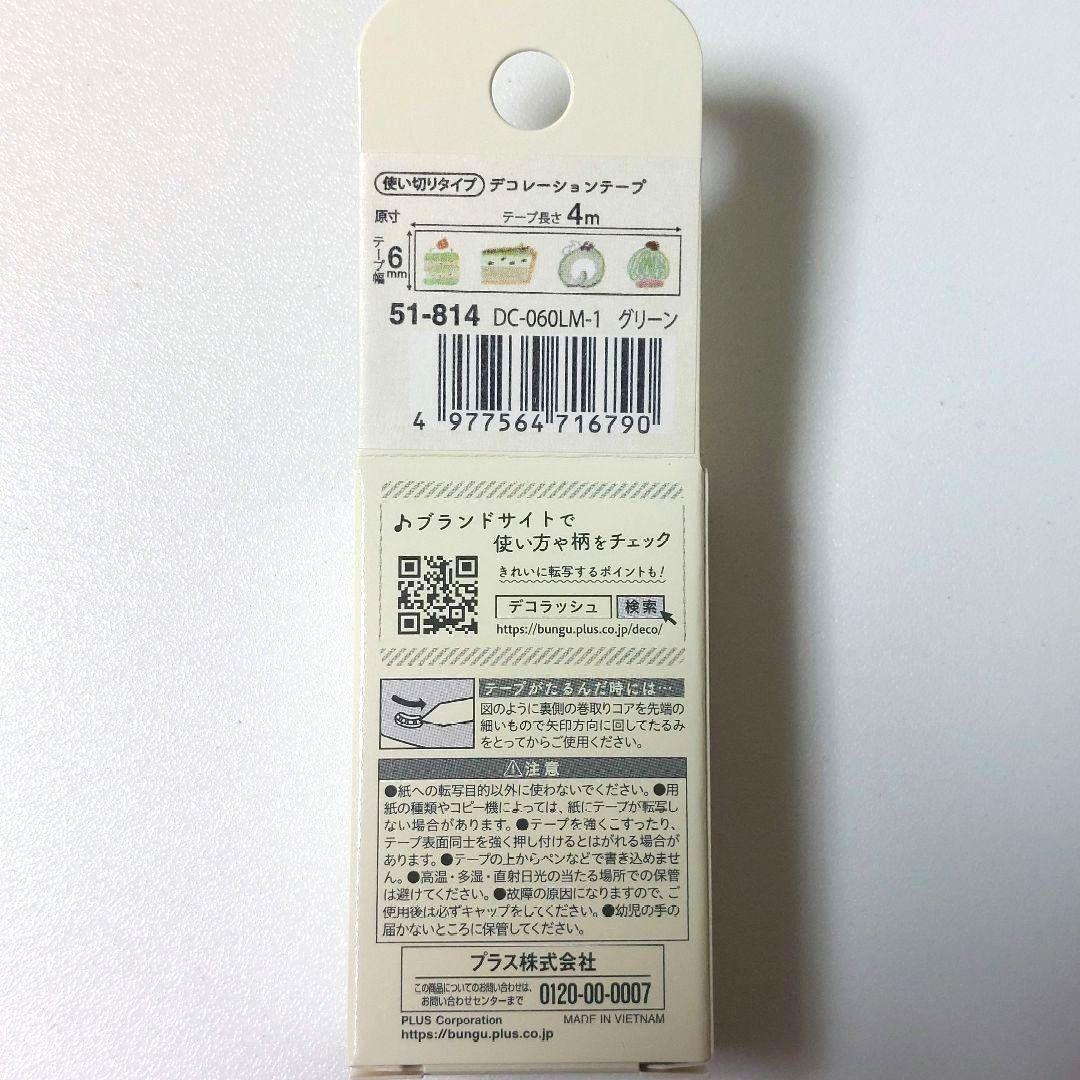 使い切りタイプ デコレーションテープ
原寸 テープ長さ 4m
テープ幅 6mm
51-814 DC-060LM-1 グリーン
4 977564 716790
♪ブランドサイトで
使い方や柄をチェック
きれいに転写するポイントも!
デコラッシュ 検索
https://bungu.plus.co.jp/deco/
テープがたるんだ時には…
図のように裏側の巻取りコアを先端の
細いもので矢印方向に回してたるみ
をとってからご使用ください。
⚠注意
●紙への転写目的以外に使わないでください。●用
紙の種類やコピー機によっては、紙にテープが転写し
ない場合があります。●テープを強くこすったり、
テープ表面同士を強く押し付けるとはがれる場合が
あります。●テープの上からペンなどで書き込めませ
ん。●高温・多湿・直射日光の当たる場所での保管
は避けてください。●故障の原因になりますので、ご
使用後は必ずキャップをしてください。●幼児の手の
届かないところに保管してください。
プラス株式会社
この商品についてのお問い合わせは、
お問い合わせセンターまで 0120-00-0007
PLUS Corporation MADE IN VIETNAM
https://bungu.plus.co.jp